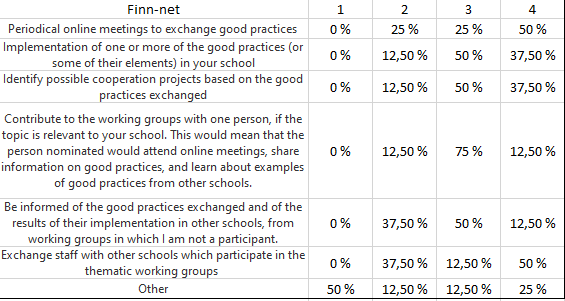 Finn-net 1 2 3 4
Periodical online meetings to exchange good practices 0 % 25 % 25 % 50 %
Implementation of one or more of the good practices (or
some of their elements) in your school 0 % 12,50 % 50 % 37,50 %
Identify possible cooperation projects based on the good
practices exchanged 0 % 12,50 % 50 % 37,50 %
Contribute to the working groups with one person, if the
topic is relevant to your school. This would mean that the
person nominated would attend online meetings, share
information on good practices, and learn about examples
of good practices from other schools. 0 % 12,50 % 75 % 12,50 %
Be informed of the good practices exchanged and of the
results of their implementation in other schools, from
working groups in which I am not a participant. 0 % 37,50 % 50 % 12,50 %
Exchange staff with other schools which participate in the
thematic working groups 0 % 37,50 % 12,50 % 50 %
Other 50 % 12,50 % 12,50 % 25 %